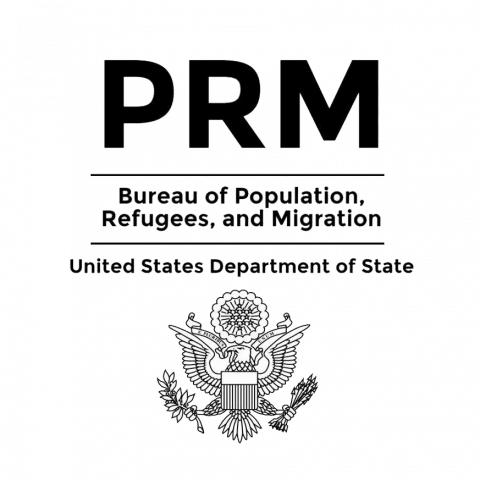 PRM
Bureau of Population,
Refugees, and Migration
United States Department of State